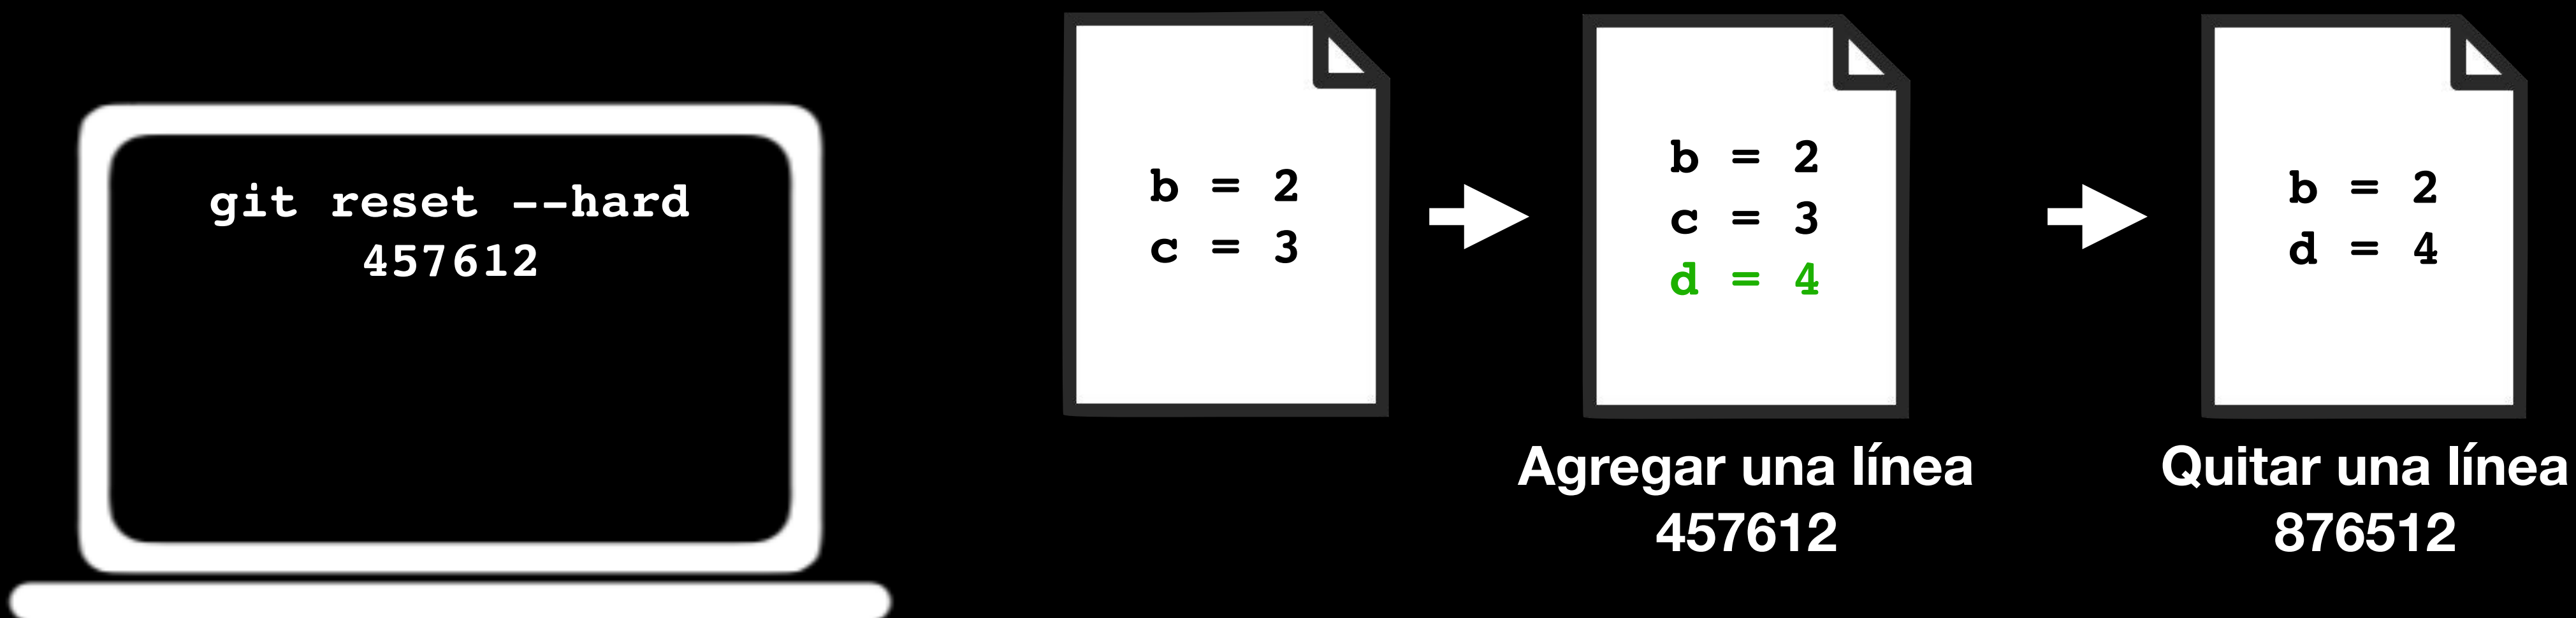 git reset --hard
457612
b = 2
c = 3
b = 2
c = 3
d = 4
Agregar una línea
457612
b = 2
d = 4
Quitar una línea
876512